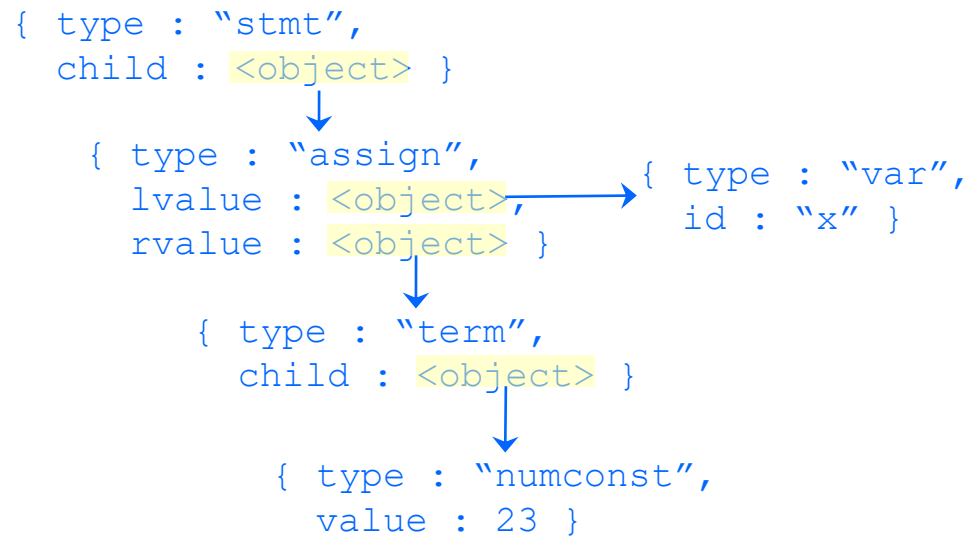 { type : “stmt”,
child : <object> }
{ type : “assign”,
lvalue : <object>,
rvalue : <object> }
{ type : “var”,
id : “x” }
{ type : “term”,
child : <object> }
{ type : “numconst”,
value : 23 }